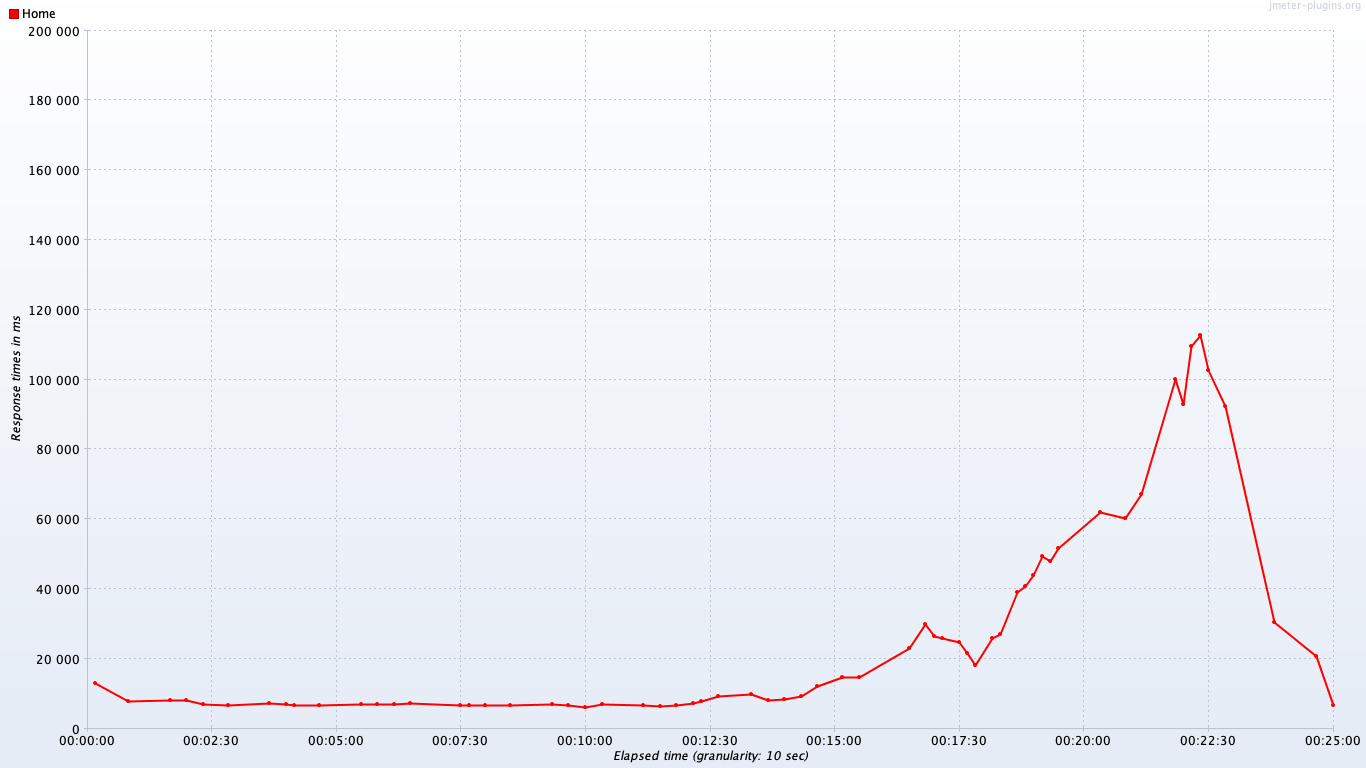 Home
jmeter-plugins.org
200 000
180 000
160 000
140 000
120 000
100 000
80 000
60 000
40 000
20 000
0
Response times in ms
00:00:00 00:02:30 00:05:00 00:07:30 00:10:00 00:12:30 00:15:00 00:17:30 00:20:00 00:22:30 00:25:00
Elapsed time (granularity: 10 sec)